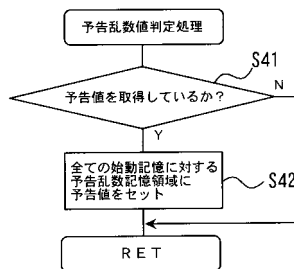 予告乱数値判定処理
S41
予告値を取得しているか?
N
Y
全ての始動記憶に対する
予告乱数記憶領域に
予告値をセット
S42
RET